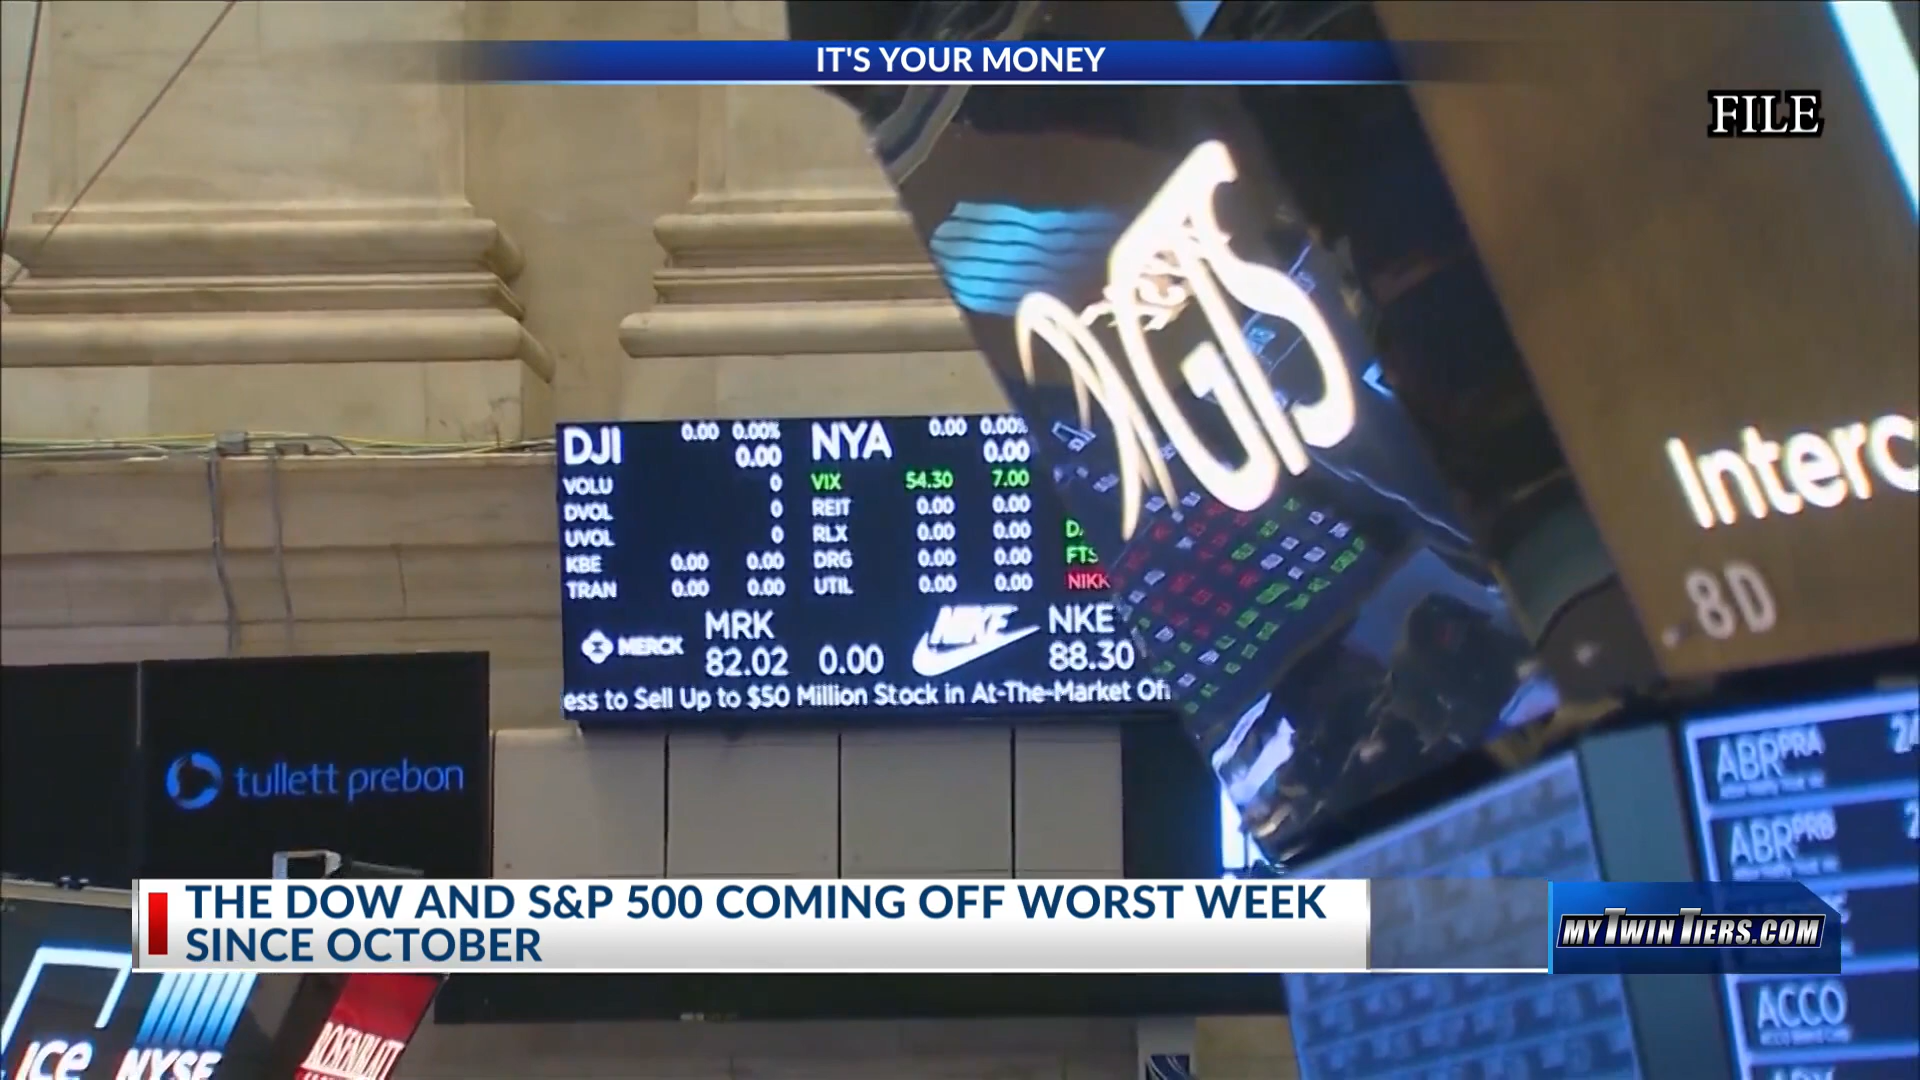 IT'S YOUR MONEY
FILE
DJI 0.00 0.00% NYA 0.00 0.00%
0.00 0.00
VOLU 0 VIX 54.30 7.00
DVOL 0 REIT 0.00 0.00
UVOL 0 RLX 0.00 0.00
KBE 0.00 0.00 DRG 0.00 0.00
TRAN 0.00 0.00 UTIL 0.00 0.00
FTS
NIKK
MERCK MRK 82.02 0.00 NIKE NKE 88.30
ess to Sell Up to $50 Million Stock in At-The-Market Off
GTS
Interc
8D
tullett prebon
ABRPRA
ABRPRB
THE DOW AND S&P 500 COMING OFF WORST WEEK
SINCE OCTOBER
MYTWINTIERS.COM
ACCO
ice NYSE ROSENBLATT